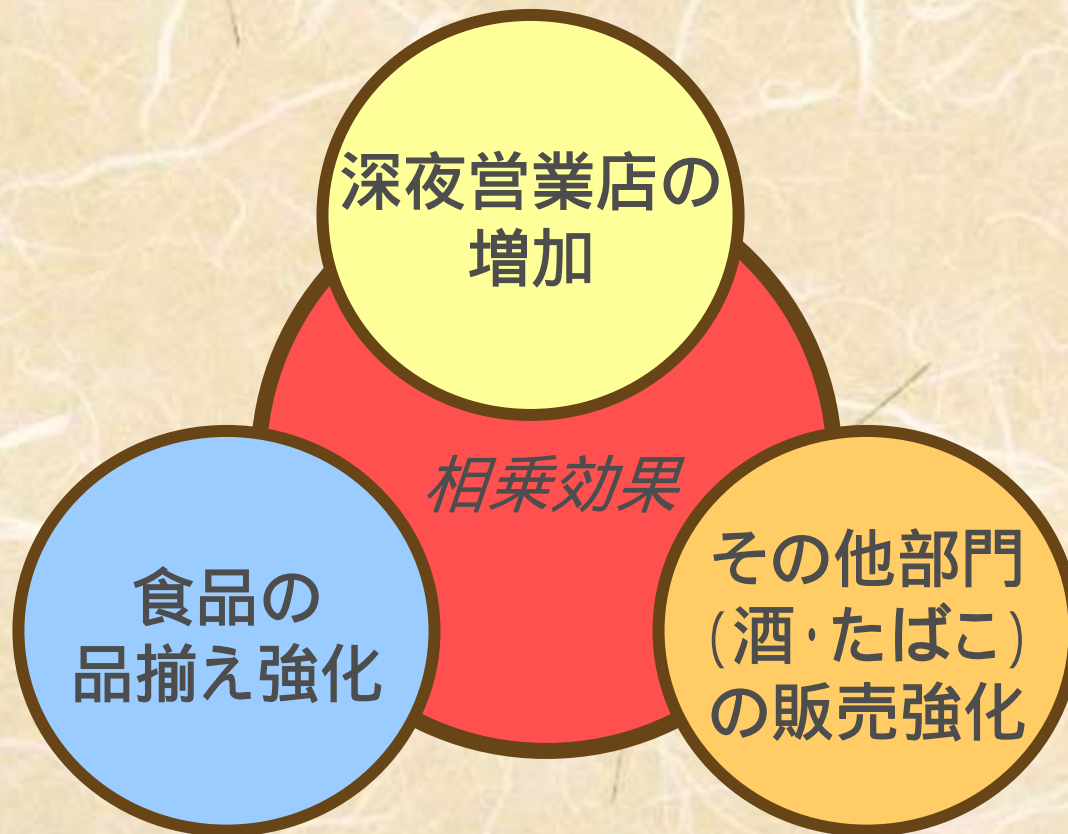 深夜営業店の
増加
相乗効果
食品の
品揃え強化
その他部門
(酒・たばこ)
の販売強化